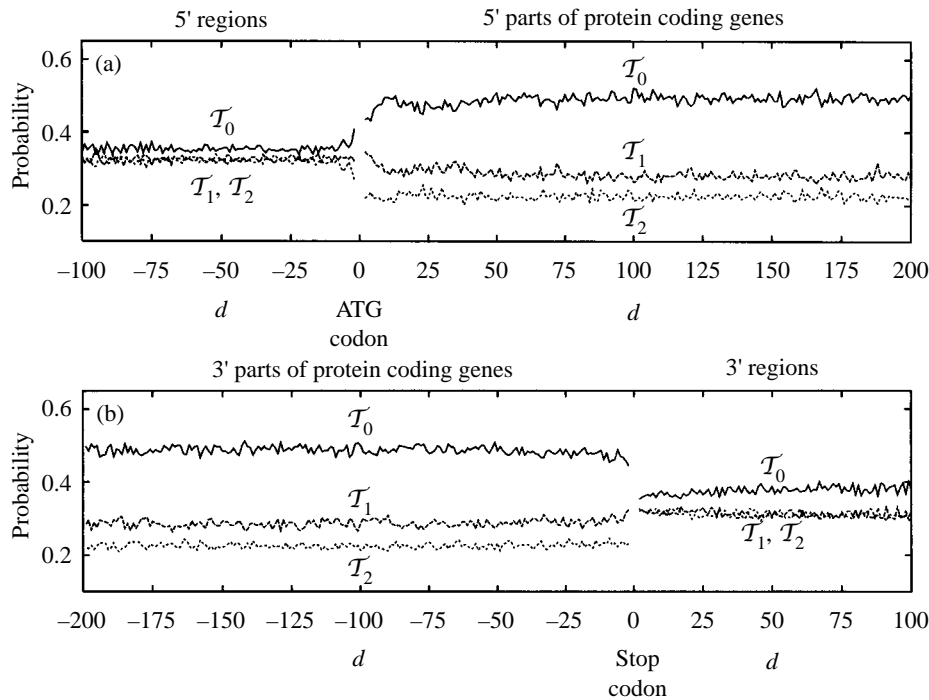 5' regions 5' parts of protein coding genes
0.6 (a)
𝒯0
𝒯0
Probability
0.4
𝒯1
𝒯1, 𝒯2
0.2
𝒯2
–100 –75 –50 –25 0 25 50 75 100 125 150 175 200
d ATG d
codon
3' parts of protein coding genes 3' regions
0.6 (b)
𝒯0
𝒯0
Probability
0.4
𝒯1
𝒯1, 𝒯2
0.2
𝒯2
–200 –175 –150 –125 –100 –75 –50 –25 0 25 50 75 100
d Stop d
codon